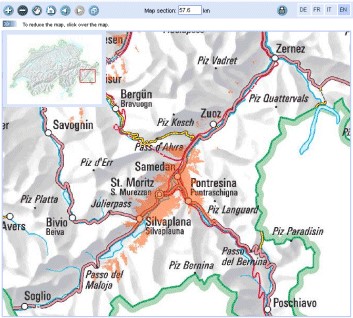 Map section: 57.6 km
DE FR IT EN
To reduce the map, click over the map.
Zernez
Piz Vadret
Bergün
Bravuogn
Piz Quattervals
Zuoz
Piz Kesch
Savognin
Pass d'Alvra
Piz d'Err
Samedan
St. Moritz
S. Murezzan
Pontresina
Puntraschigna
Piz Platta
Julierpass
Piz Languard
Silvaplana
Silvaplauna
Avers
Bivio
Beiva
Piz Paradisin
Passo
del Bernina
Piz Bernina
Passo del
Maloja
Soglio
Poschiavo